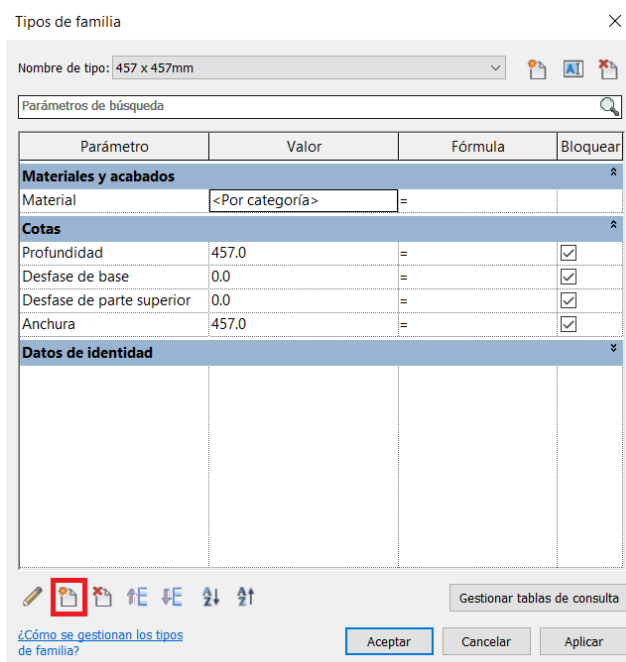 Tipos de familia
Nombre de tipo: 457 x 457mm
Parámetros de búsqueda
Parámetro Valor Fórmula Bloquear
Materiales y acabados
Material <Por categoría> =
Cotas
Profundidad 457.0 =
Desfase de base 0.0 =
Desfase de parte superior 0.0 =
Anchura 457.0 =
Datos de identidad
Gestionar tablas de consulta
¿Cómo se gestionan los tipos
de familia?
Aceptar Cancelar Aplicar